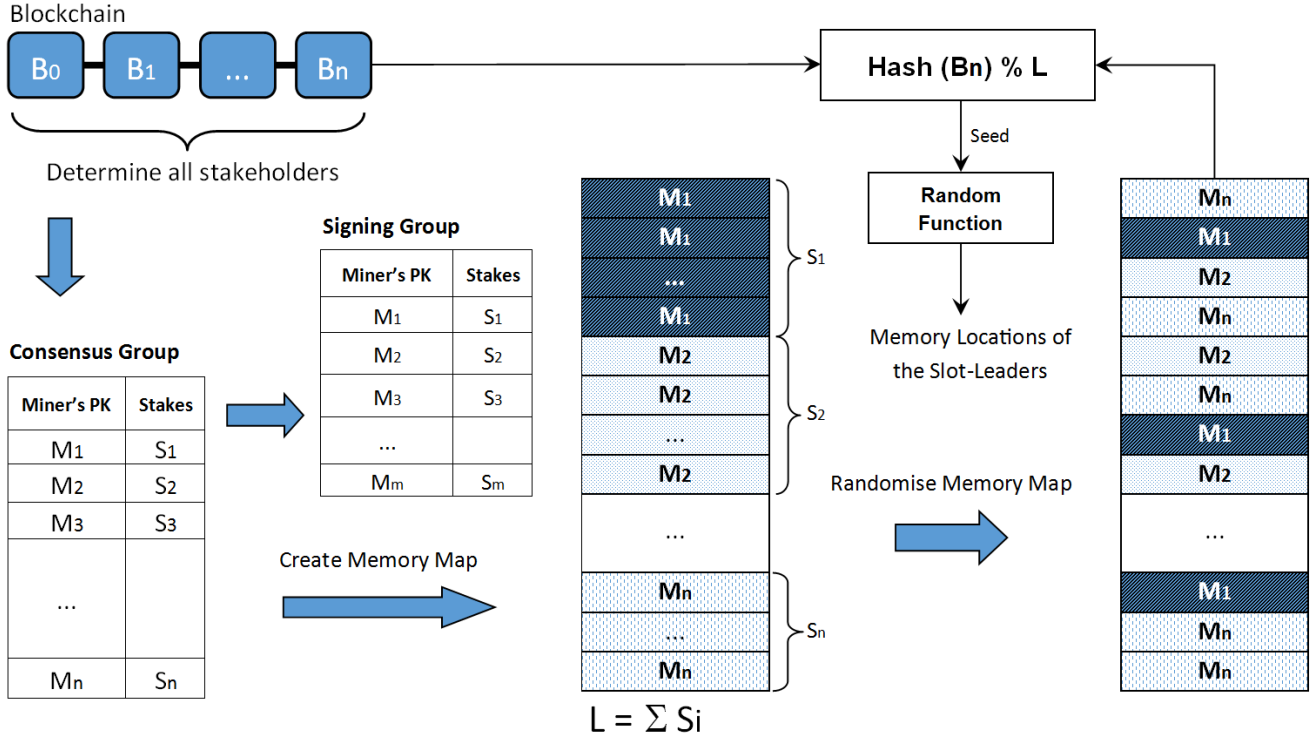 Blockchain
B0 B1 ... Bn
Hash (Bn) % L
Determine all stakeholders
Seed
Random
Function
Memory Locations of
the Slot-Leaders
Signing Group
Miner's PK Stakes
M1 S1
M2 S2
M3 S3
...
Mm Sm
Consensus Group
Miner's PK Stakes
M1 S1
M2 S2
M3 S3
...
Mn Sn
Create Memory Map
M1
M1
...
M1
S1
M2
M2
...
M2
S2
...
Mn
...
Mn
Sn
L = ∑ Si
Randomise Memory Map
Mn
M1
M2
Mn
M2
Mn
M1
M2
...
M1
Mn
Mn